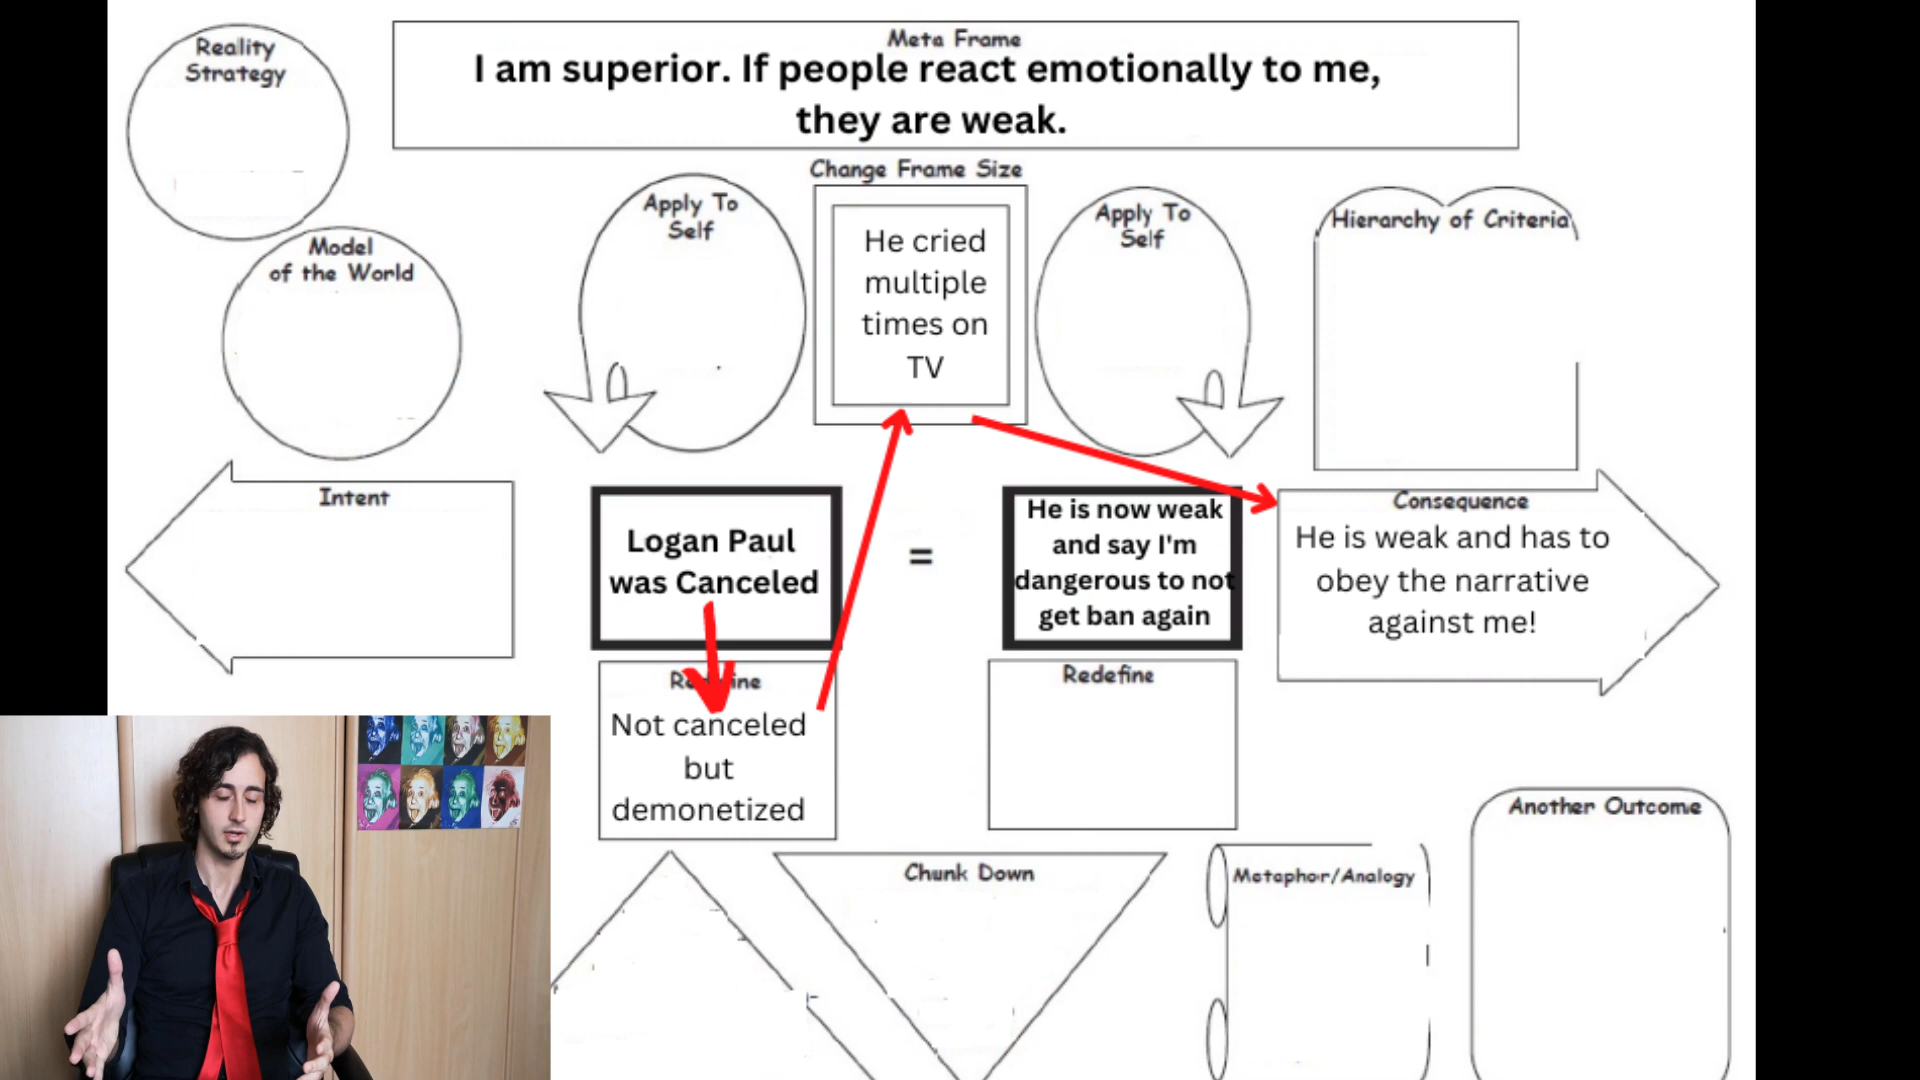 Reality
Strategy
Meta Frame
I am superior. If people react emotionally to me,
they are weak.
Change Frame Size
Model
of the World
Apply To
Self
He cried
multiple
times on
TV
Apply To
Self
Hierarchy of Criteria
Intent
Logan Paul
was Canceled
=
He is now weak
and say I'm
dangerous to not
get ban again
Consequence
He is weak and has to
obey the narrative
against me!
Redefine
Not canceled
but
demonetized
Redefine
Chunk Down
Metaphor/Analogy
Another Outcome